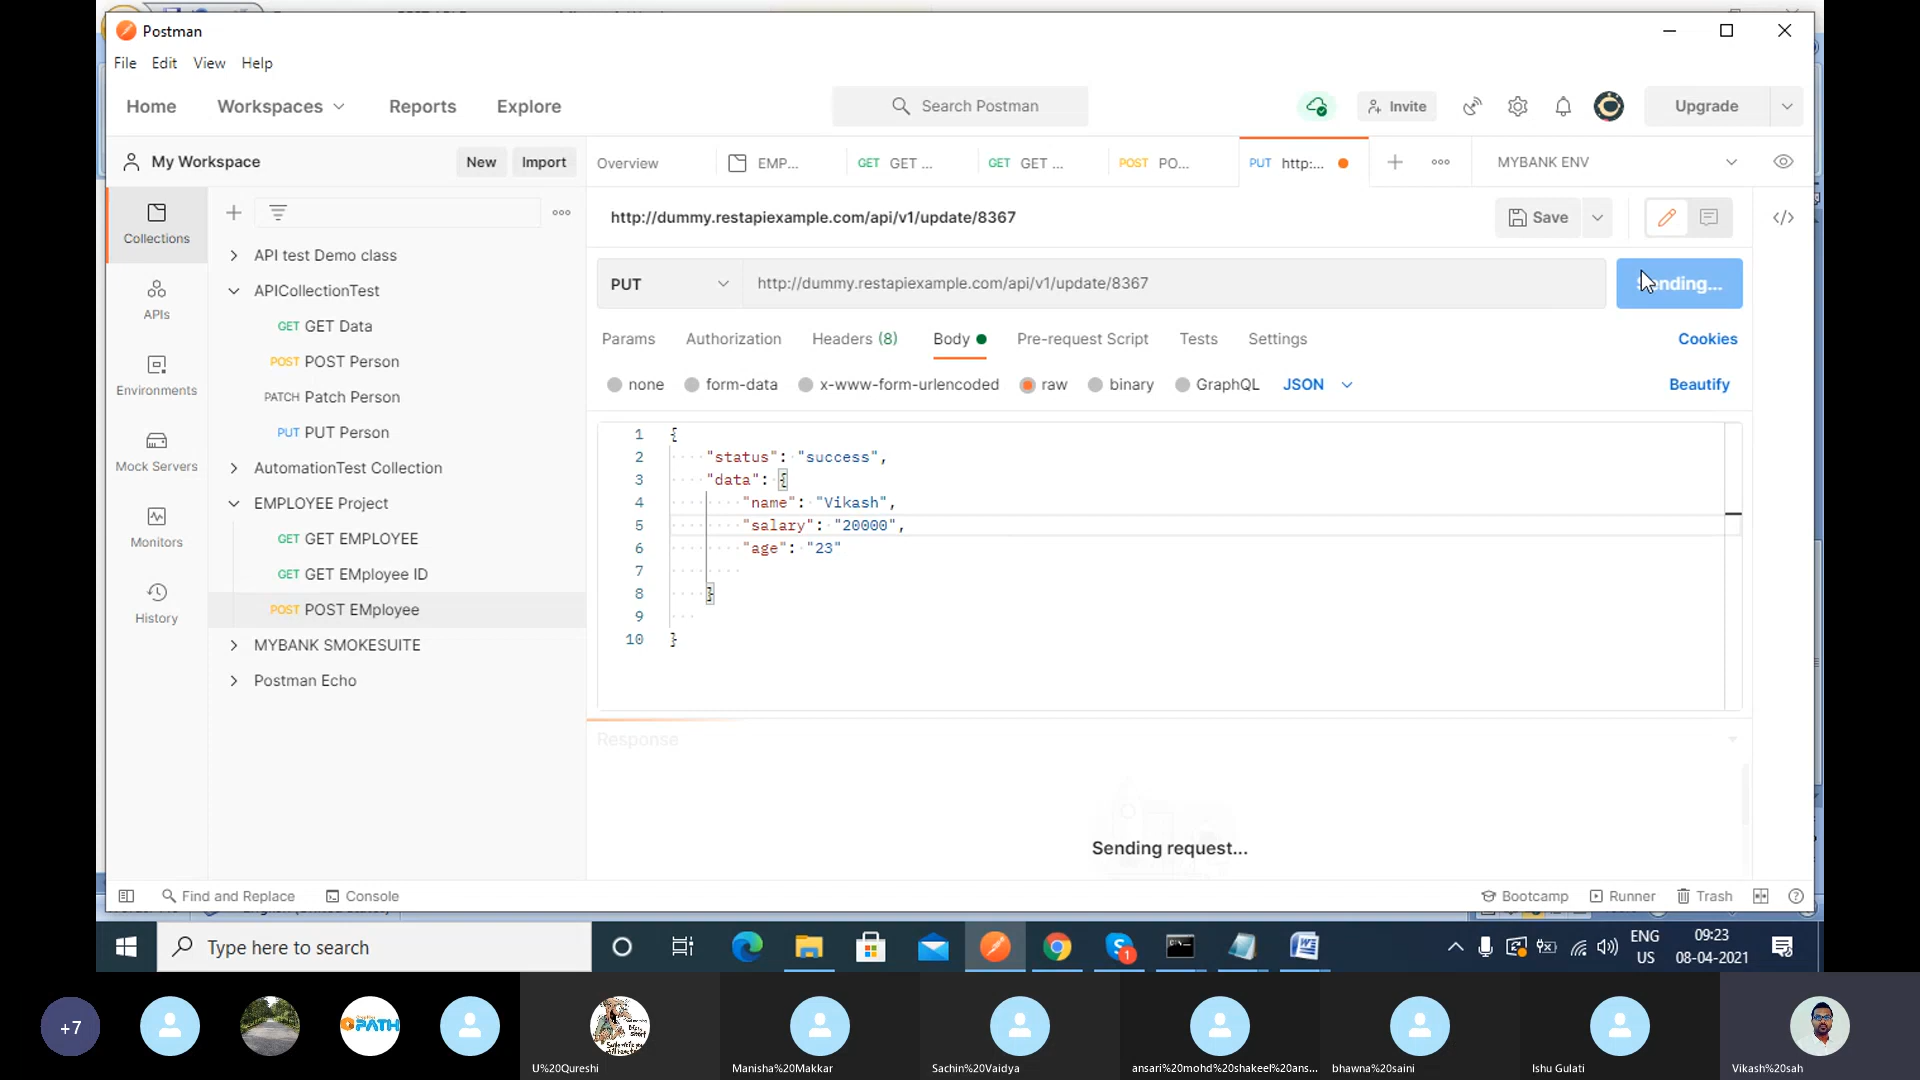 Postman
File Edit View Help
Home Workspaces Reports Explore
Search Postman
Invite
Upgrade
My Workspace
New Import
Overview
EMP...
GET GET ...
GET GET ...
POST PO...
PUT http:...
MYBANK ENV
Collections
APIs
Environments
Mock Servers
Monitors
History
API test Demo class
APICollectionTest
GET GET Data
POST POST Person
PATCH Patch Person
PUT PUT Person
AutomationTest Collection
EMPLOYEE Project
GET GET EMPLOYEE
GET GET EMployee ID
POST POST EMployee
MYBANK SMOKESUITE
Postman Echo
http://dummy.restapiexample.com/api/v1/update/8367
Save
PUT http://dummy.restapiexample.com/api/v1/update/8367
Params Authorization Headers (8) Body Pre-request Script Tests Settings Cookies
none form-data x-www-form-urlencoded raw binary GraphQL JSON Beautify
1 {
2 "status": "success",
3 "data": {
4 "name": "Vikash",
5 "salary": "20000",
6 "age": "23"
7
8 }
9
10 }
Response
Sending request...
Find and Replace Console
Bootcamp Runner Trash
Type here to search
1
ENG
US
09:23
08-04-2021
+7
PATH
U%20Qureshi
Manisha%20Makkar
Sachin%20Vaidya
ansari%20mohd%20shakeel%20ans...
bhawna%20saini
Ishu Gulati
Vikash%20sah